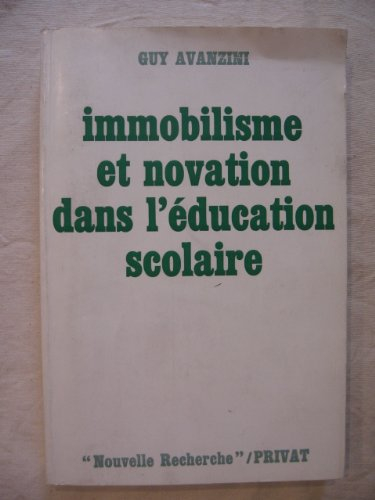 GUY AVANZINI
immobilisme
et novation
dans l'éducation
scolaire
"Nouvelle Recherche"/PRIVAT